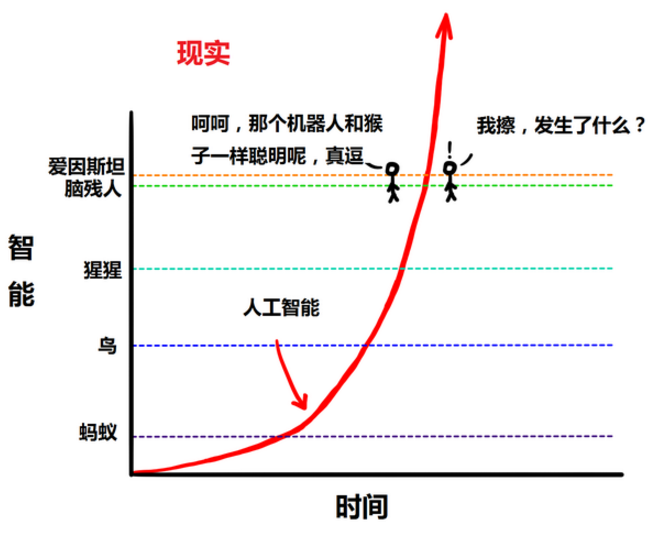 现实
呵呵，那个机器人和猴
子一样聪明呢，真逗
我擦，发生了什么？
！
爱因斯坦
脑残人
智
能
猩猩
人工智能
鸟
蚂蚁
时间